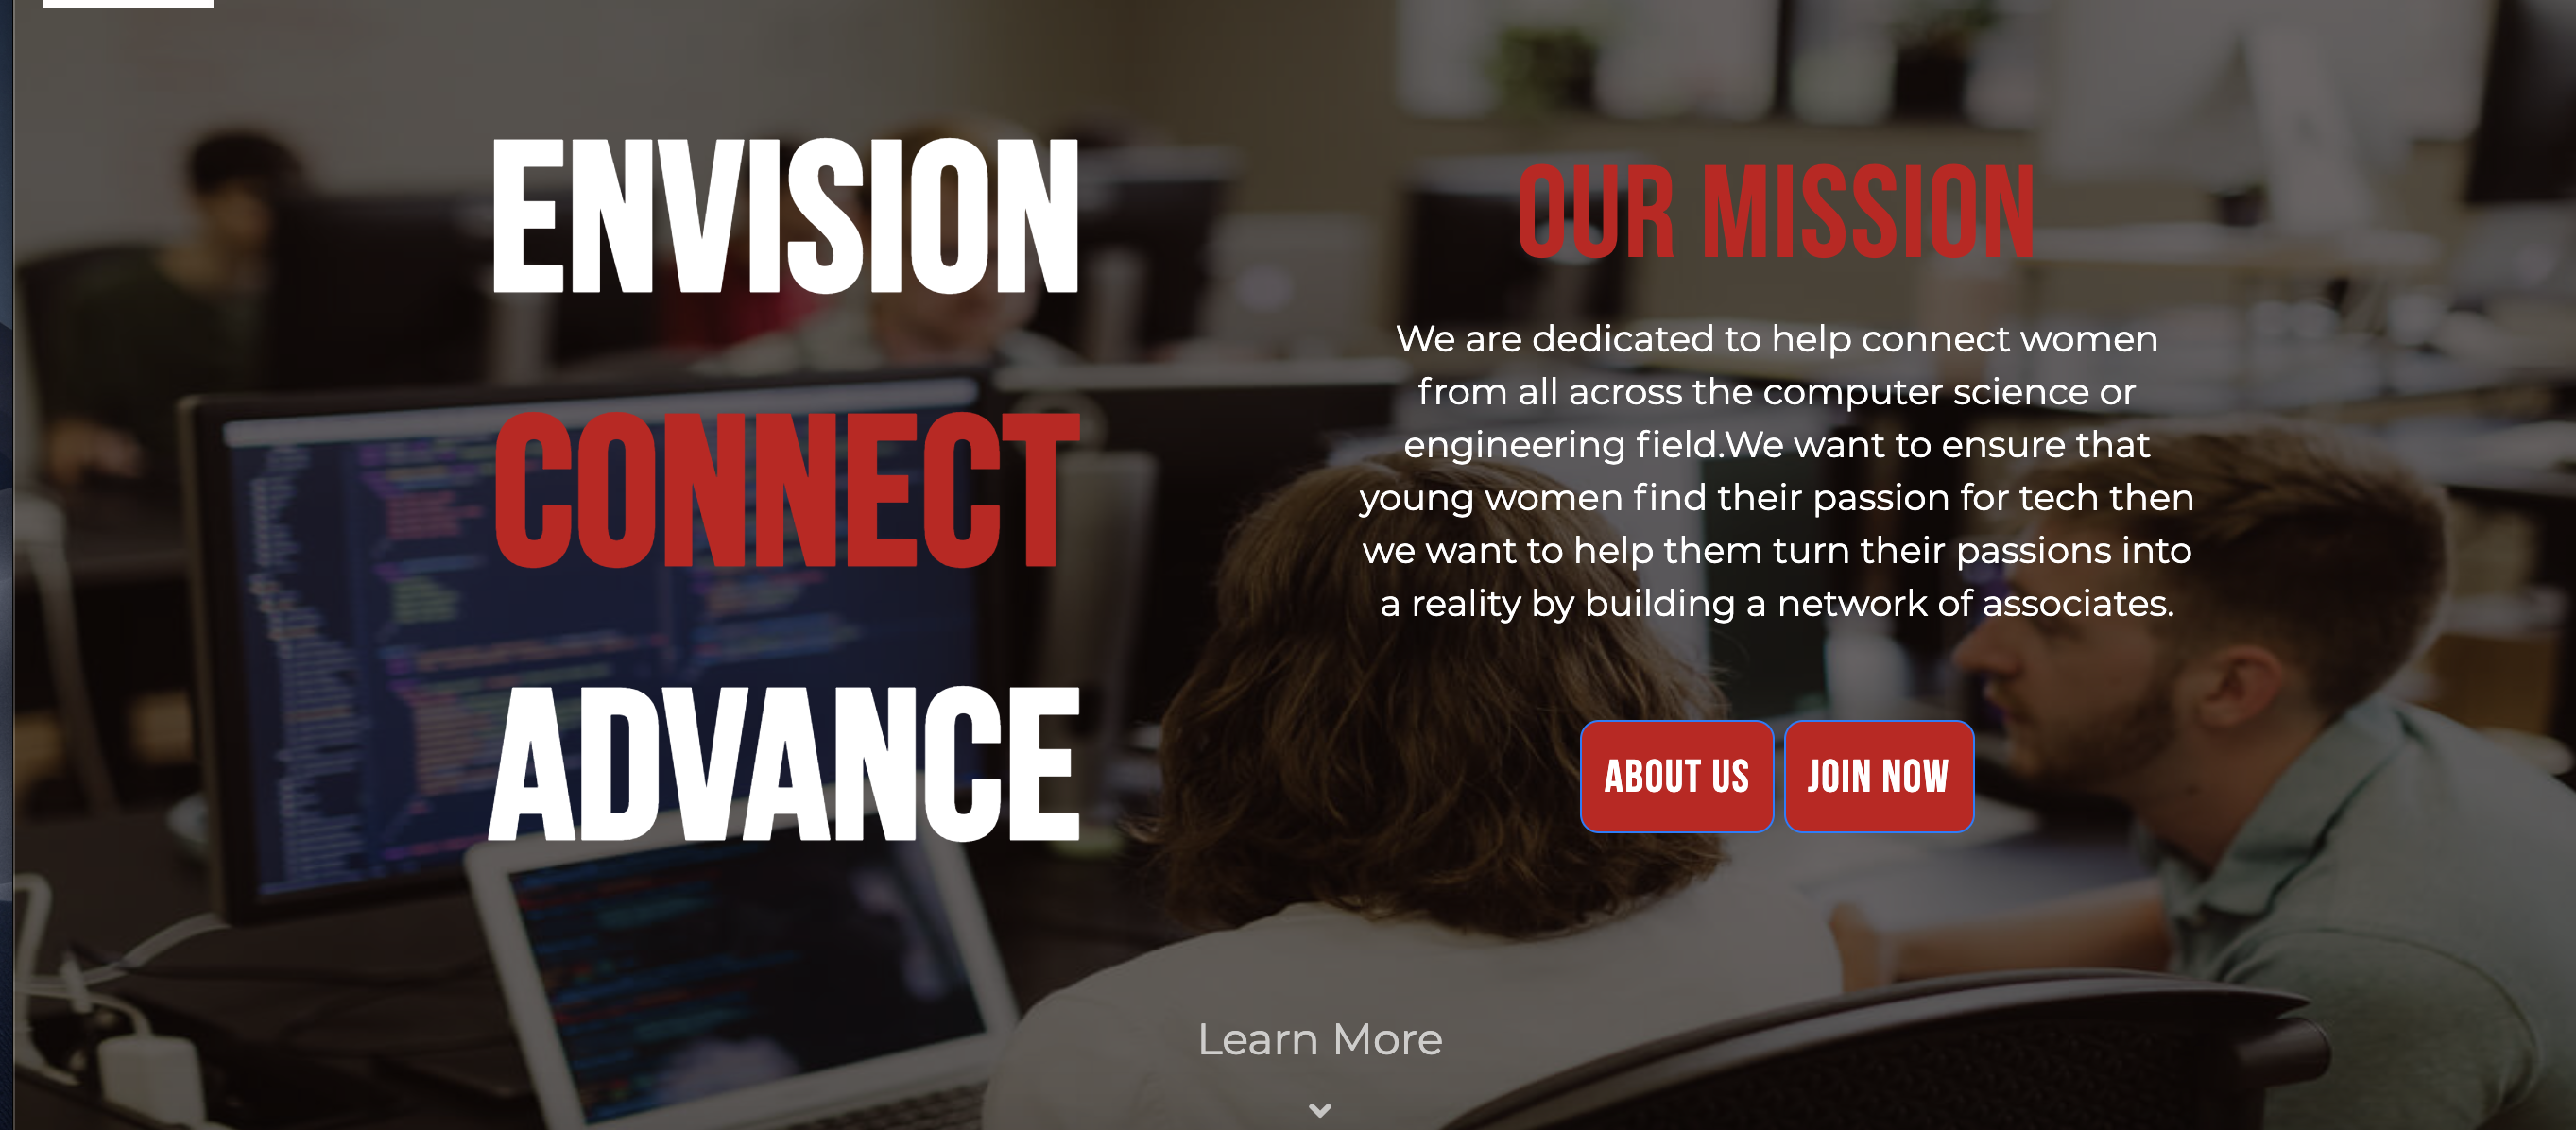 ENVISION
CONNECT
ADVANCE
OUR MISSION
We are dedicated to help connect women
from all across the computer science or
engineering field.We want to ensure that
young women find their passion for tech then
we want to help them turn their passions into
a reality by building a network of associates.
ABOUT US
JOIN NOW
Learn More